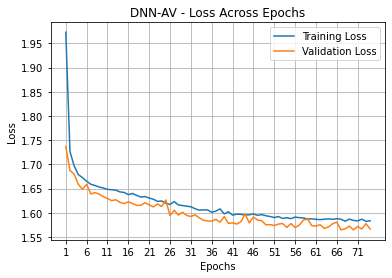 DNN-AV - Loss Across Epochs
Training Loss
Validation Loss
1.95
1.90
1.85
1.80
1.75
1.70
1.65
1.60
1.55
Loss
1 6 11 16 21 26 31 36 41 46 51 56 61 66 71
Epochs